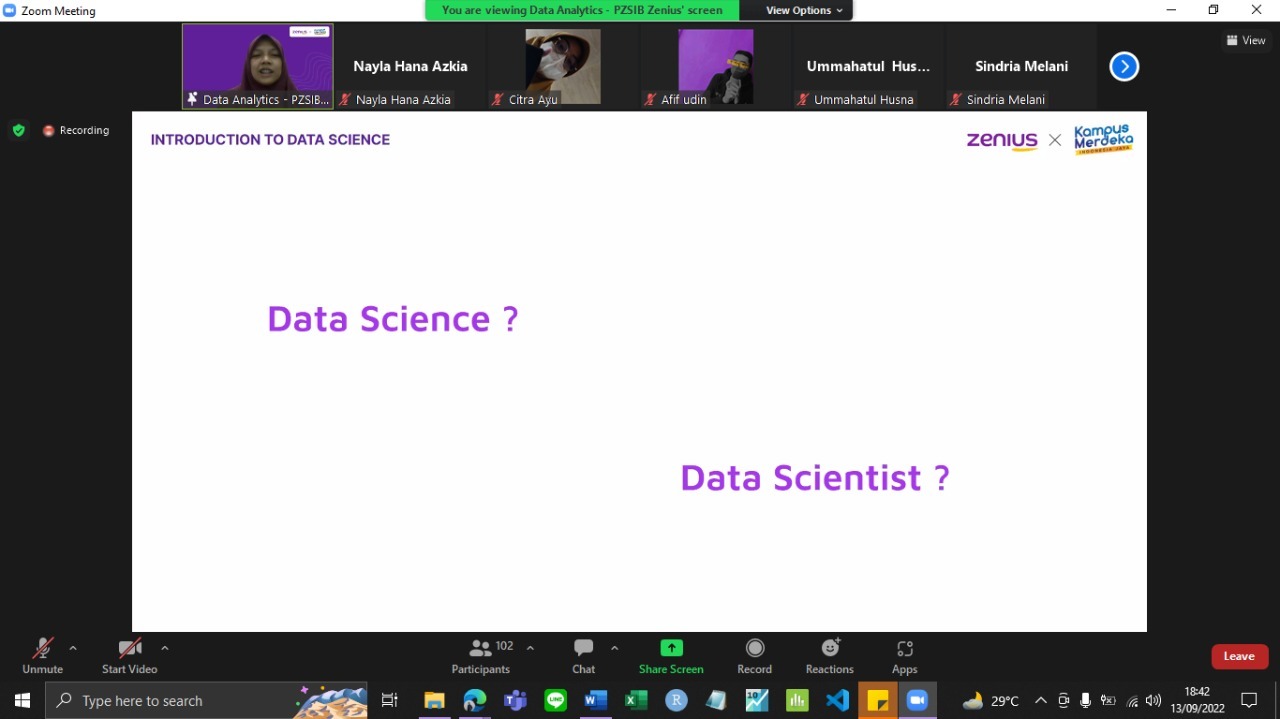 Zoom Meeting
You are viewing Data Analytics - PZSIB Zenius' screen
View Options
View
zenius
Data Analytics - PZSIB...
Nayla Hana Azkia
Nayla Hana Azkia
Citra Ayu
Afif udin
Ummahatul Hus...
Ummahatul Husna
Sindria Melani
Sindria Melani
Recording
INTRODUCTION TO DATA SCIENCE
zenius
Kampus
Merdeka
INDONESIA JAYA
Data Science ?
Data Scientist ?
Unmute
Start Video
102
Participants
Chat
Share Screen
Record
Reactions
Apps
Leave
Type here to search
29°C
18:42
13/09/2022